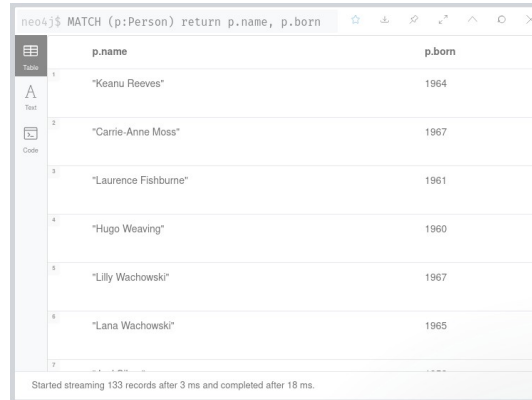 neo4j$ MATCH (p:Person) return p.name, p.born
p.name p.born
Table
1 "Keanu Reeves" 1964
Text
2 "Carrie-Anne Moss" 1967
Code
3 "Laurence Fishburne" 1961
4 "Hugo Weaving" 1960
5 "Lilly Wachowski" 1967
6 "Lana Wachowski" 1965
7
Started streaming 133 records after 3 ms and completed after 18 ms.